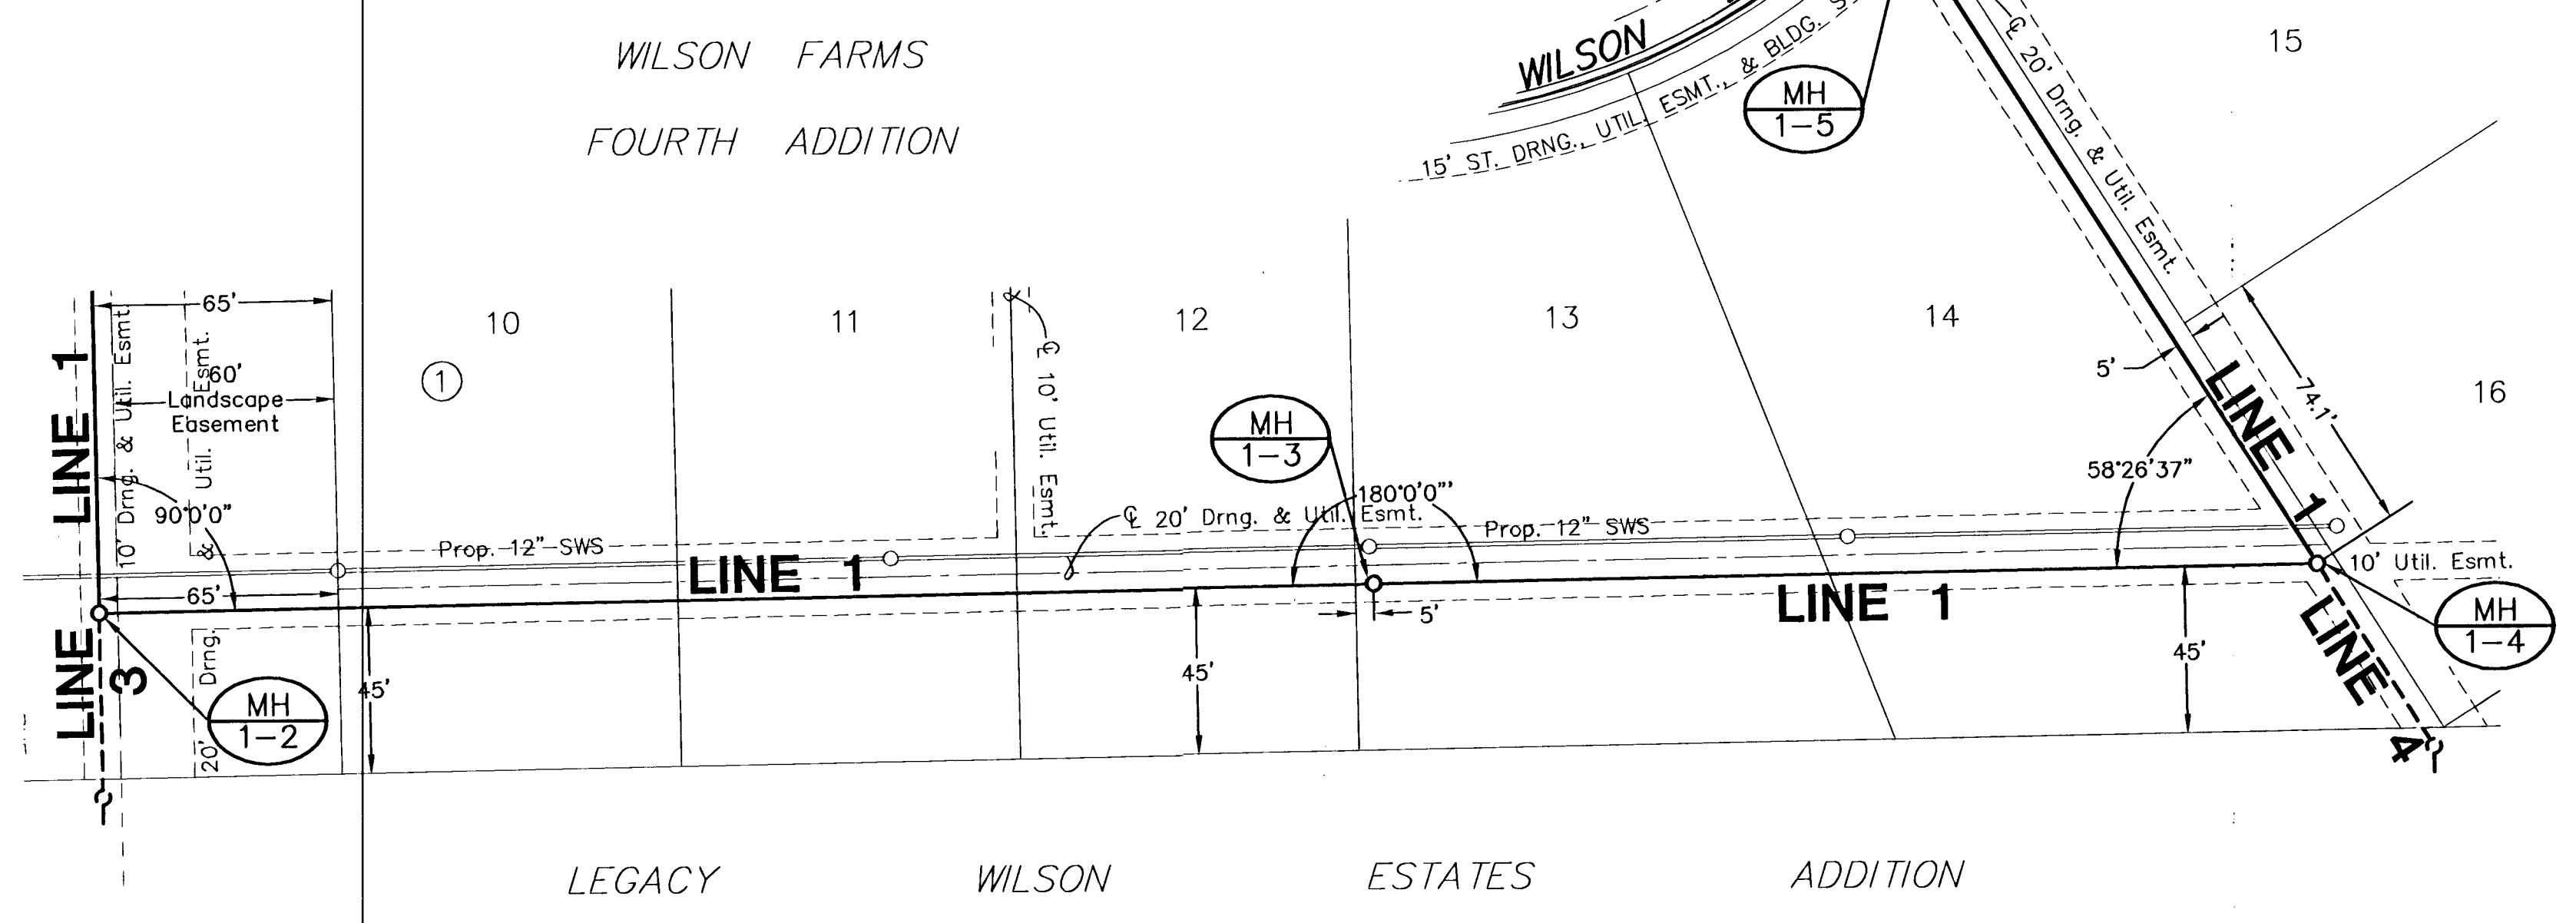 WILSON FARMS
FOURTH ADDITION
WILSON
15' ST. DRNG., UTIL. ESMT., & BLDG. S
MH
1-5
℄ 20' Drng. & Util. Esmt.
15
65'
10
11
12
13
14
16
LINE 1
10' Drng. & Util. Esmt.
& Util. Esmt.
60'
Landscape
Easement
1
℄ 10' Util. Esmt.
MH
1-3
5'
LINE 1
74.1'
58°26'37"
90°0'0"
180°0'0"'
℄ 20' Drng. & Util. Esmt.
Prop. 12" SWS
Prop. 12" SWS
LINE 1
65'
10' Util. Esmt.
5'
LINE 1
MH
1-4
LINE 3
20' Drng.
MH
1-2
45'
45'
45'
LINE 4
LEGACY WILSON ESTATES ADDITION